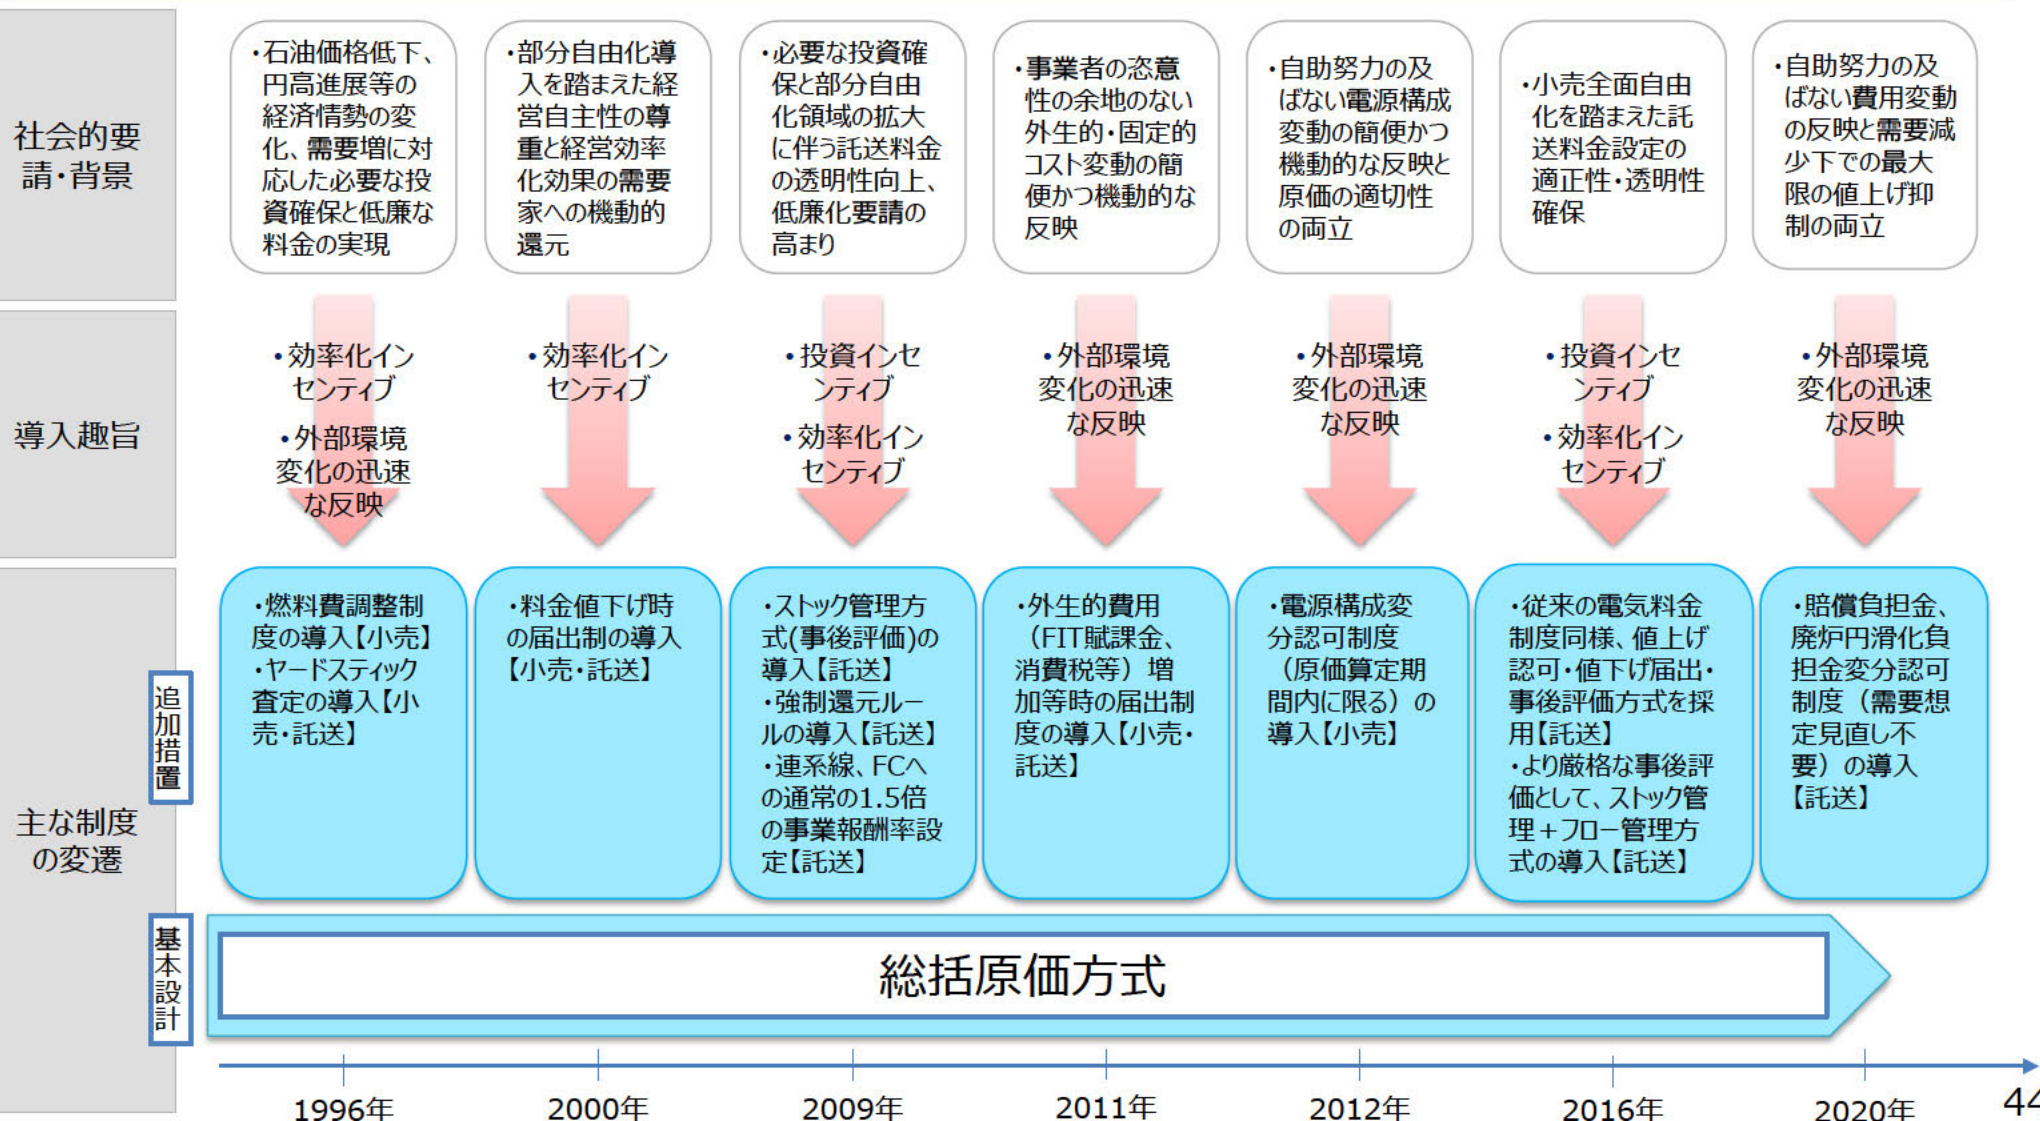 社会的要
請・背景
・石油価格低下、
円高進展等の
経済情勢の変
化、需要増に対
応した必要な投
資確保と低廉な
料金の実現
・部分自由化導
入を踏まえた経
営自主性の尊
重と経営効率
化効果の需要
家への機動的
還元
・必要な投資確
保と部分自由
化領域の拡大
に伴う託送料金
の透明性向上、
低廉化要請の
高まり
・事業者の恣意
性の余地のない
外生的・固定的
コスト変動の簡
便かつ機動的な
反映
・自助努力の及
ばない電源構成
変動の簡便かつ
機動的な反映と
原価の適切性
の両立
・小売全面自由
化を踏まえた託
送料金設定の
適正性・透明性
確保
・自助努力の及
ばない費用変動
の反映と需要減
少下での最大
限の値上げ抑
制の両立
導入趣旨
・効率化イン
センティブ
・外部環境
変化の迅速
な反映
・効率化イン
センティブ
・投資インセ
ンティブ
・効率化イン
センティブ
・外部環境
変化の迅速
な反映
・外部環境
変化の迅速
な反映
・投資インセ
ンティブ
・効率化イン
センティブ
・外部環境
変化の迅速
な反映
主な制度
の変遷
追加措置
・燃料費調整制
度の導入【小売】
・ヤードスティック
査定の導入【小
売・託送】
・料金値下げ時
の届出制の導入
【小売・託送】
・ストック管理方
式(事後評価)の
導入【託送】
・強制還元ルー
ルの導入【託送】
・連系線、FCへ
の通常の1.5倍
の事業報酬率設
定【託送】
・外生的費用
（FIT賦課金、
消費税等）増
加等時の届出制
度の導入【小売・
託送】
・電源構成変
分認可制度
（原価算定期
間内に限る）の
導入【小売】
・従来の電気料金
制度同様、値上げ
認可・値下げ届出・
事後評価方式を採
用【託送】
・より厳格な事後評
価として、ストック管
理＋フロー管理方
式の導入【託送】
・賠償負担金、
廃炉円滑化負
担金変分認可
制度（需要想
定見直し不
要）の導入
【託送】
基本設計
総括原価方式
1996年
2000年
2009年
2011年
2012年
2016年
2020年
44